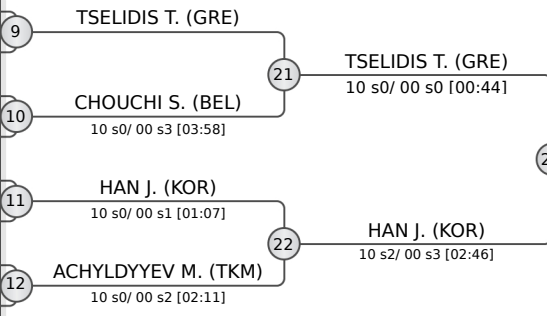 TSELIDIS T. (GRE)
9
21
TSELIDIS T. (GRE)
10 s0/ 00 s0 [00:44]
CHOUCHI S. (BEL)
10
10 s0/ 00 s3 [03:58]
HAN J. (KOR)
11
10 s0/ 00 s1 [01:07]
22
HAN J. (KOR)
10 s2/ 00 s3 [02:46]
ACHYLDYYEV M. (TKM)
12
10 s0/ 00 s2 [02:11]